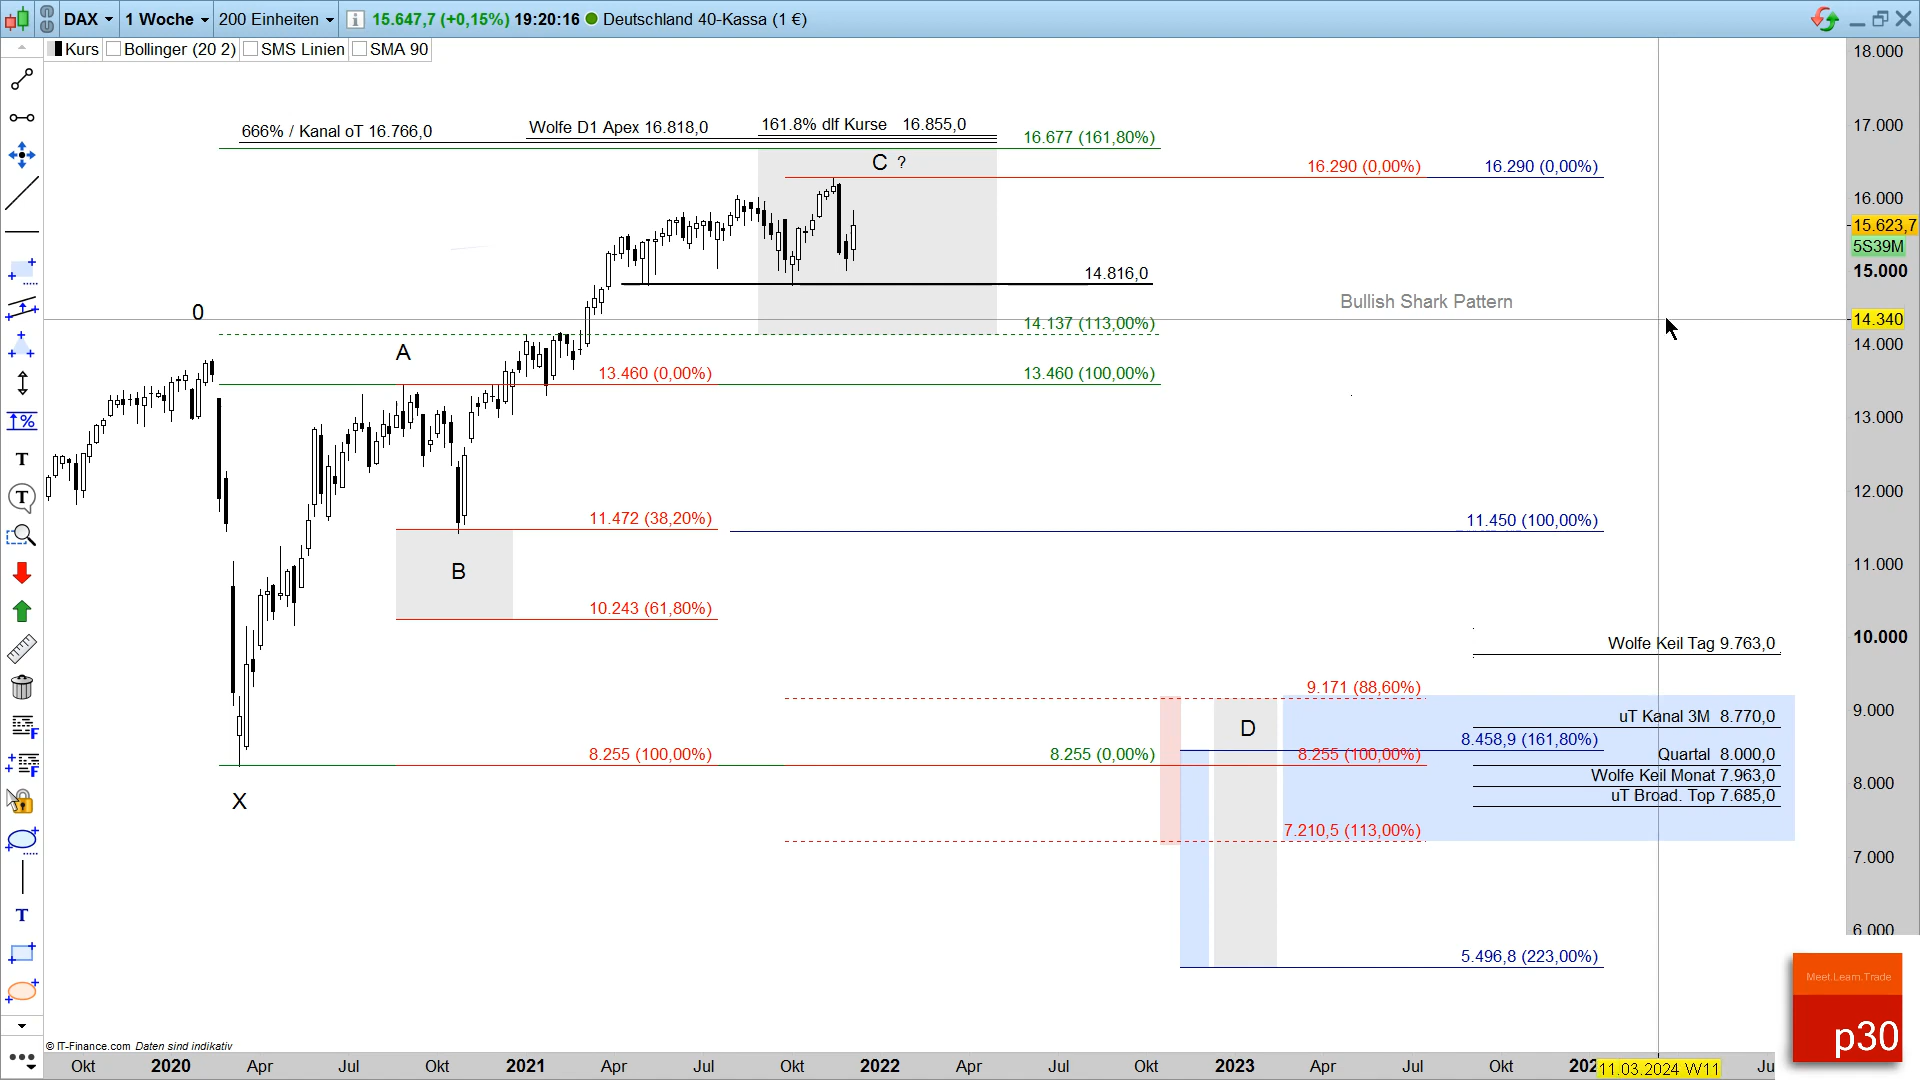 DAX 1 Woche 200 Einheiten 15.647,7 (+0,15%) 19:20:16 Deutschland 40-Kassa (1 €)
Kurs Bollinger (20 2) SMS Linien SMA 90
18.000
666% / Kanal oT 16.766,0 Wolfe D1 Apex 16.818,0 161.8% dlf Kurse 16.855,0 17.000
16.677 (161,80%)
C ? 16.290 (0,00%) 16.290 (0,00%)
16.000
15.623,7
5S39M
14.816,0 15.000
Bullish Shark Pattern
0 14.137 (113,00%) 14.340
A 14.000
13.460 (0,00%) 13.460 (100,00%)
13.000
12.000
11.472 (38,20%) 11.450 (100,00%)
B 11.000
10.243 (61,80%)
10.000
Wolfe Keil Tag 9.763,0
9.171 (88,60%)
9.000
D uT Kanal 3M 8.770,0
8.458,9 (161,80%)
8.255 (100,00%) 8.255 (0,00%) 8.255 (100,00%) Quartal 8.000,0
Wolfe Keil Monat 7.963,0 8.000
X uT Broad. Top 7.685,0
7.210,5 (113,00%)
7.000
6.000
5.496,8 (223,00%)
T
T
%
F
F
T
Meet.Learn.Trade
p30
© IT-Finance.com Daten sind indikativ
Okt 2020 Apr Jul Okt 2021 Apr Jul Okt 2022 Apr Jul Okt 2023 Apr Jul Okt 202 11.03.2024 W11 Ju